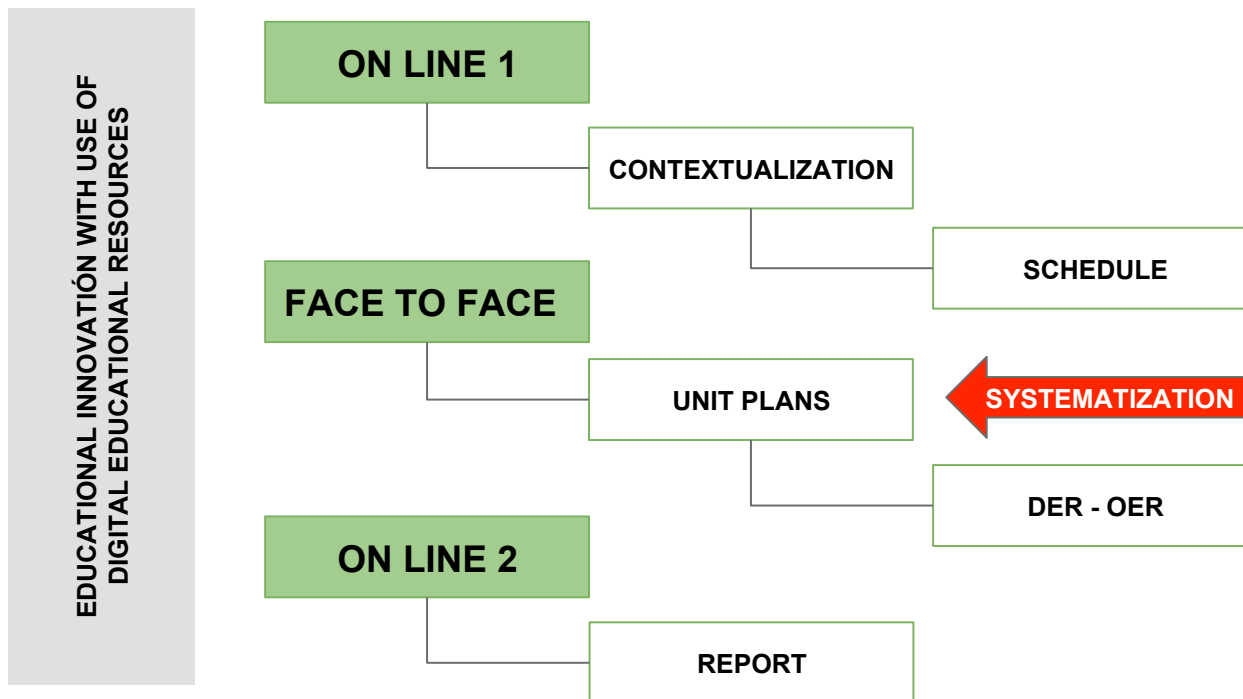 EDUCATIONAL INNOVATIÓN WITH USE OF
DIGITAL EDUCATIONAL RESOURCES
ON LINE 1
CONTEXTUALIZATION
SCHEDULE
FACE TO FACE
UNIT PLANS
SYSTEMATIZATION
DER - OER
ON LINE 2
REPORT